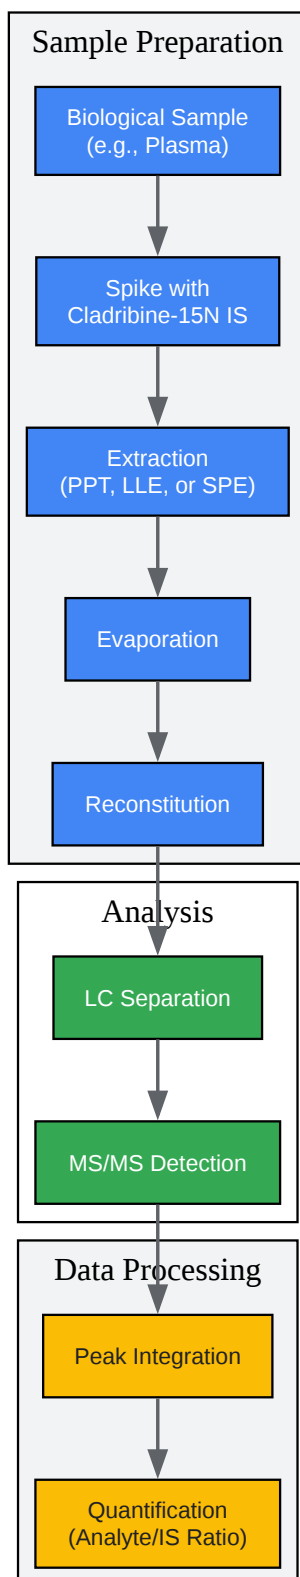 Sample Preparation
Biological Sample
(e.g., Plasma)
Spike with
Cladribine-15N IS
Extraction
(PPT, LLE, or SPE)
Evaporation
Reconstitution
Analysis
LC Separation
MS/MS Detection
Data Processing
Peak Integration
Quantification
(Analyte/IS Ratio)